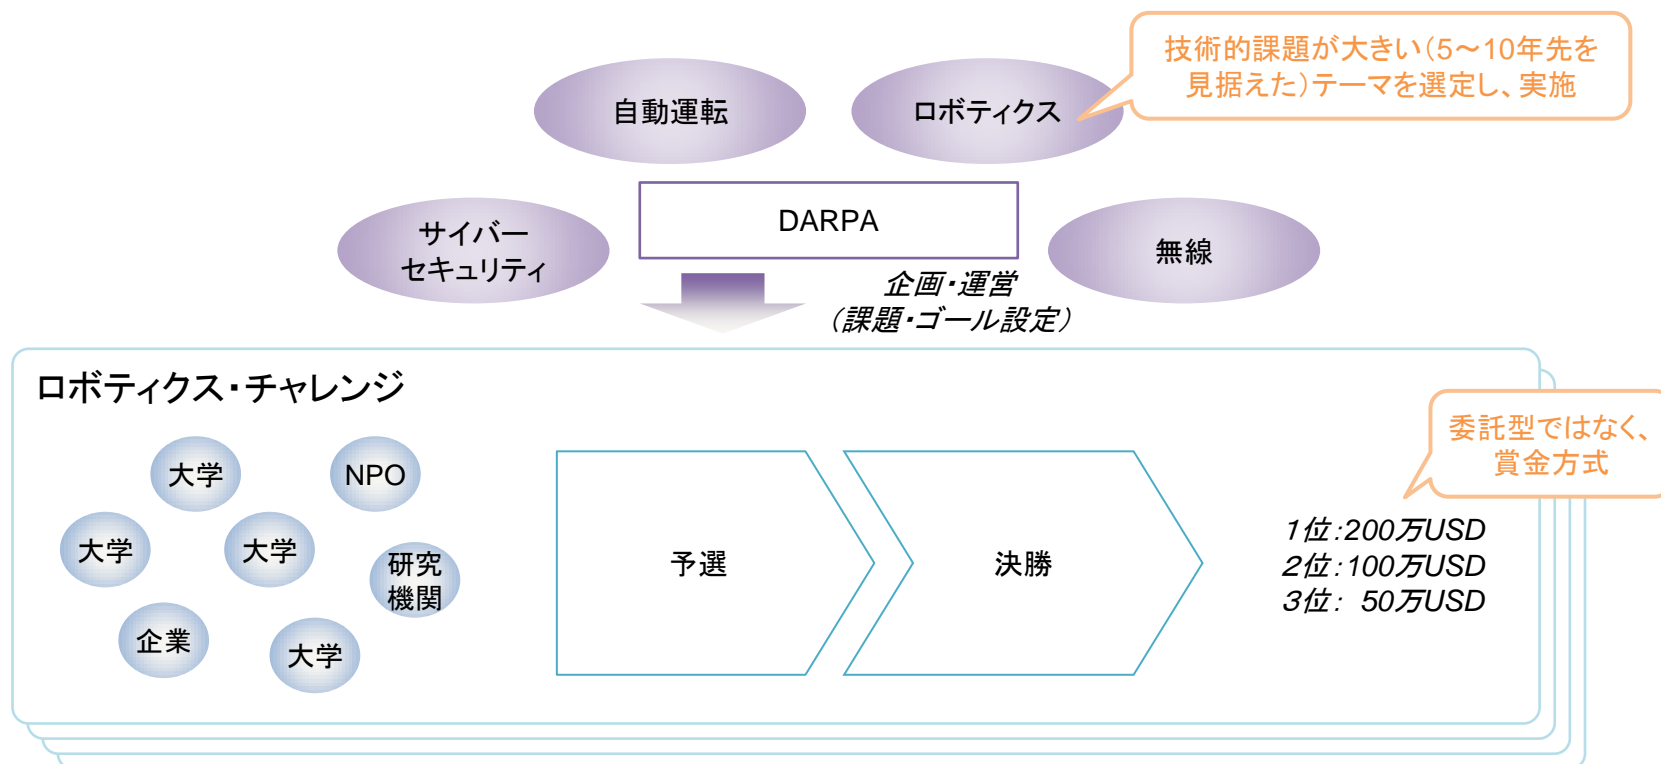 技術的課題が大きい(5～10年先を
見据えた)テーマを選定し、実施
自動運転
ロボティクス
DARPA
サイバー
セキュリティ
無線
企画・運営
(課題・ゴール設定)
ロボティクス・チャレンジ
委託型ではなく、
賞金方式
大学
NPO
大学
大学
研究
機関
企業
大学
予選
決勝
1位:200万USD
2位:100万USD
3位: 50万USD